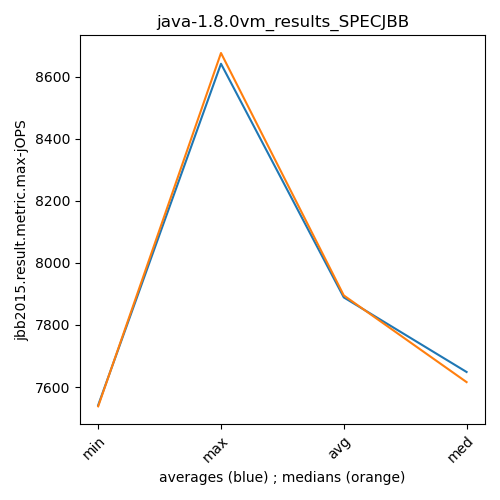 java-1.8.0vm_results_SPECJBB
jbb2015.result.metric.max-jOPS
8600
8400
8200
8000
7800
7600
min
max
avg
med
averages (blue) ; medians (orange)